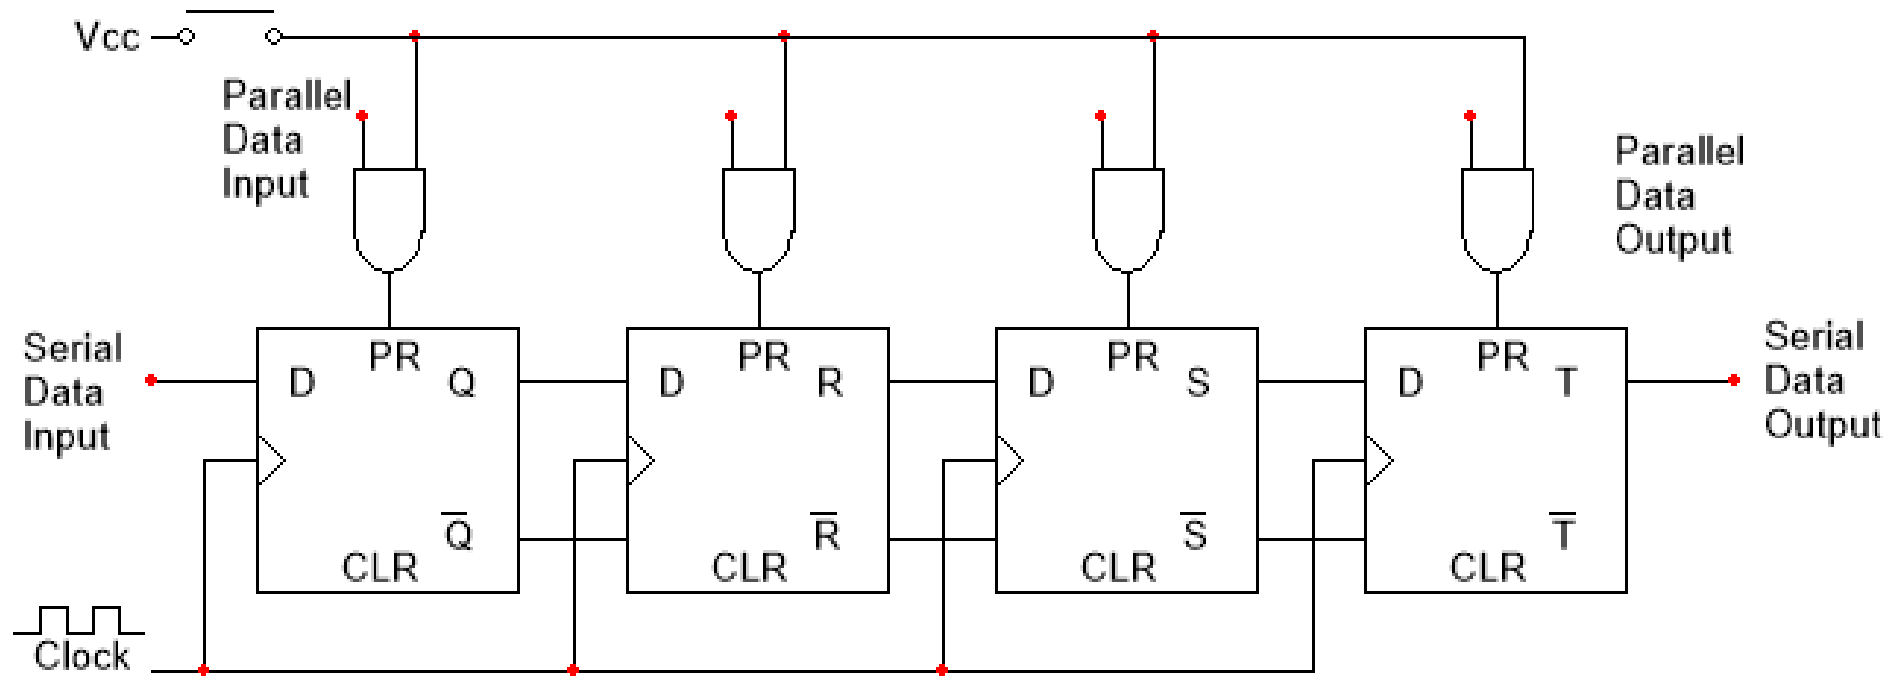 Vcc
Parallel
Data
Input
Parallel
Data
Output
Serial
Data
Input
D PR Q
Q̅
CLR
D PR R
R̅
CLR
D PR S
S̅
CLR
D PR T
T̅
CLR
Serial
Data
Output
Clock